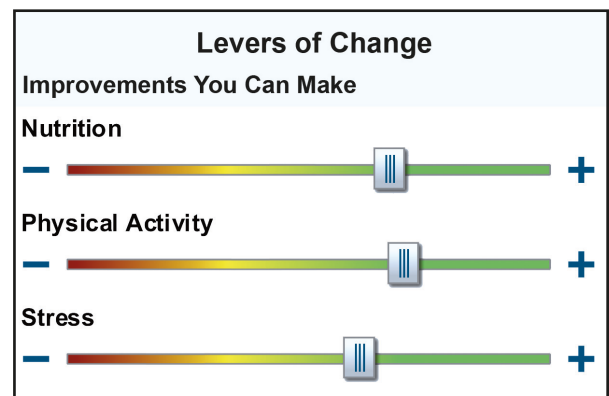 Levers of Change
Improvements You Can Make
Nutrition
Physical Activity
Stress